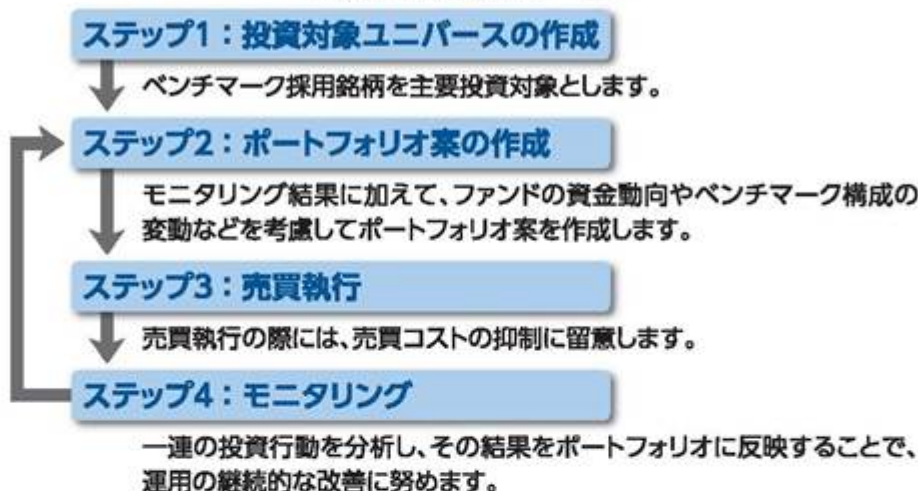 ステップ1：投資対象ユニバースの作成
ベンチマーク採用銘柄を主要投資対象とします。
ステップ2：ポートフォリオ案の作成
モニタリング結果に加えて、ファンドの資金動向やベンチマーク構成の
変動などを考慮してポートフォリオ案を作成します。
ステップ3：売買執行
売買執行の際には、売買コストの抑制に留意します。
ステップ4：モニタリング
一連の投資行動を分析し、その結果をポートフォリオに反映することで、
運用の継続的な改善に努めます。